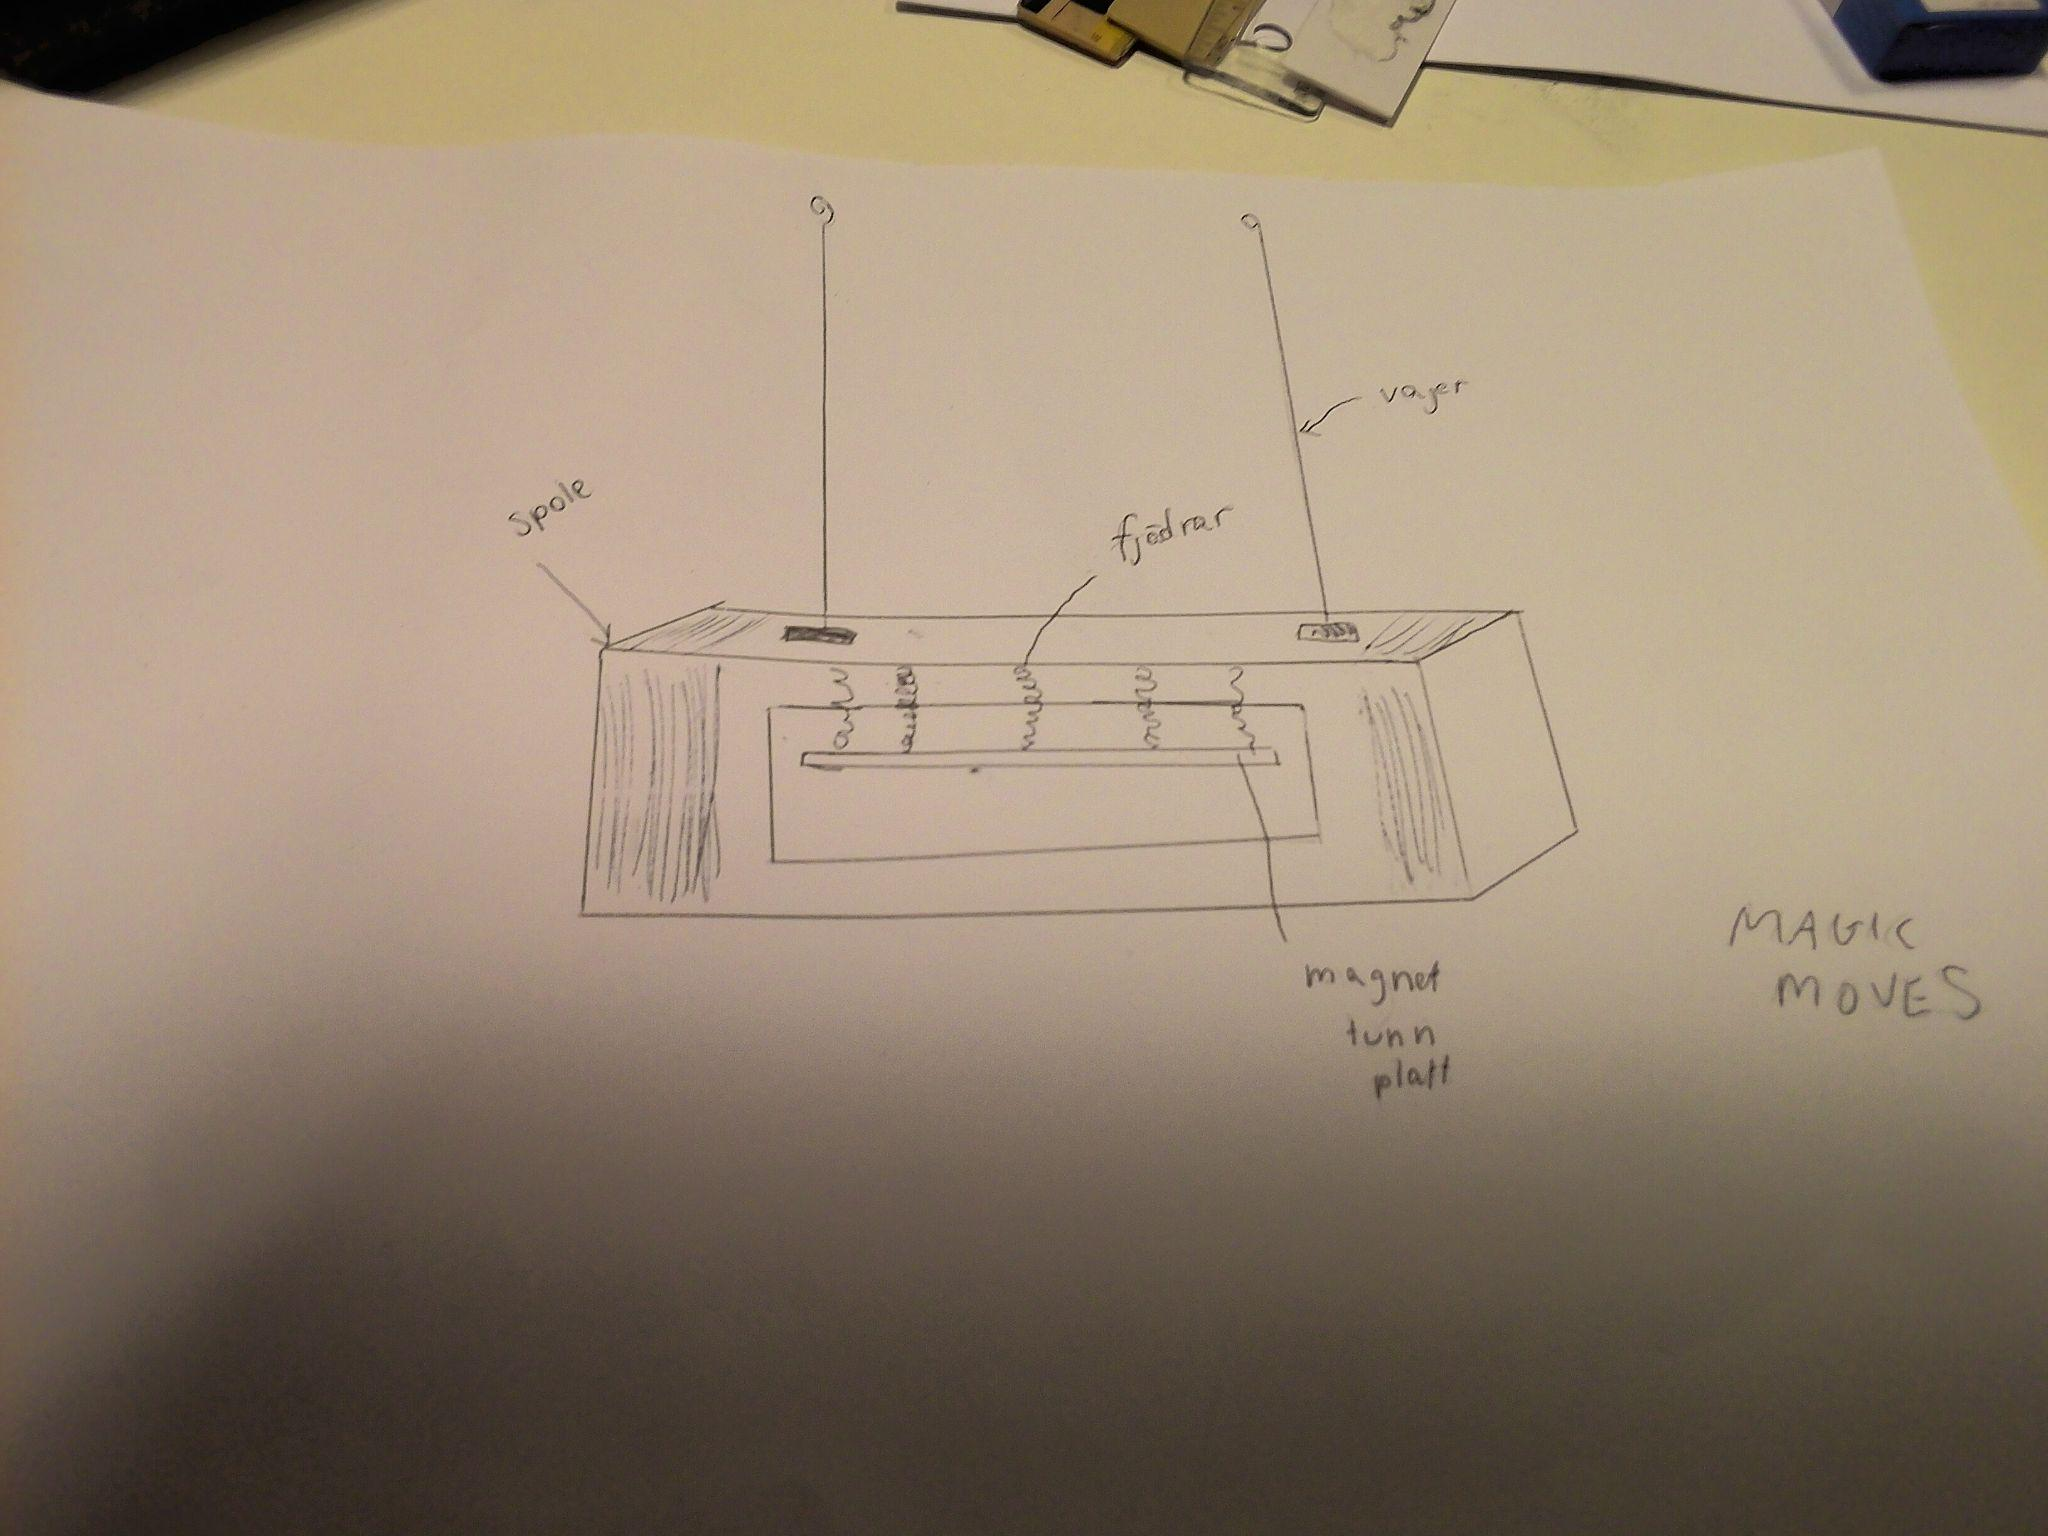 vajer
spole
fjädrar
MAGIC
MOVES
magnet
tunn
platt